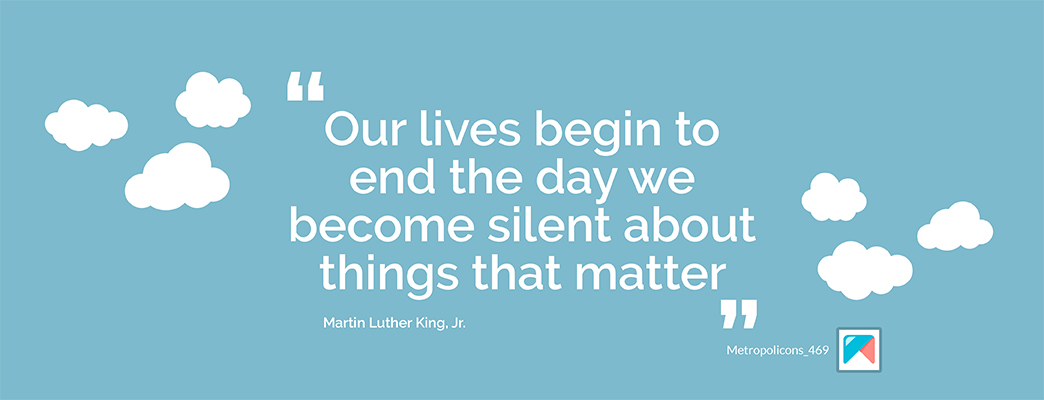 “
Our lives begin to
end the day we
become silent about
things that matter
”
Martin Luther King, Jr.
Metropolicons_469